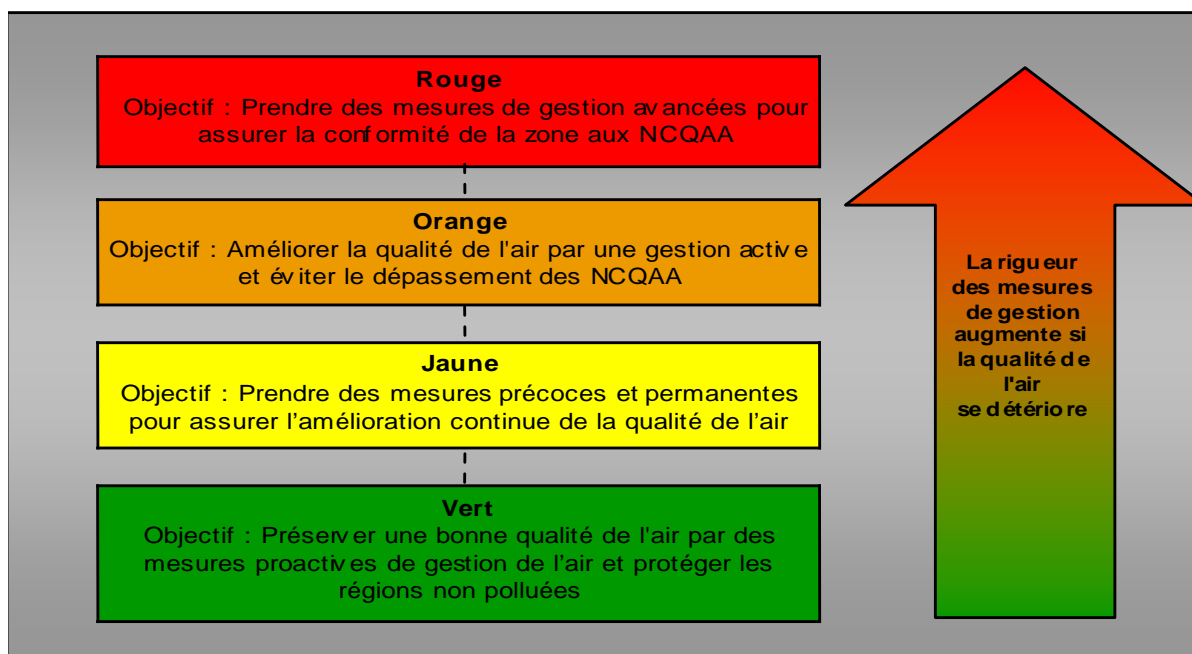 Rouge
Objectif : Prendre des mesures de gestion avancées pour
assurer la conformité de la zone aux NCQAA
Orange
Objectif : Améliorer la qualité de l'air par une gestion active
et éviter le dépassement des NCQAA
Jaune
Objectif : Prendre des mesures précoces et permanentes
pour assurer l’amélioration continue de la qualité de l’air
Vert
Objectif : Préserver une bonne qualité de l'air par des
mesures proactives de gestion de l’air et protéger les
régions non polluées
La rigueur
des mesures
de gestion
augmente si
la qualité de
l'air
se détériore